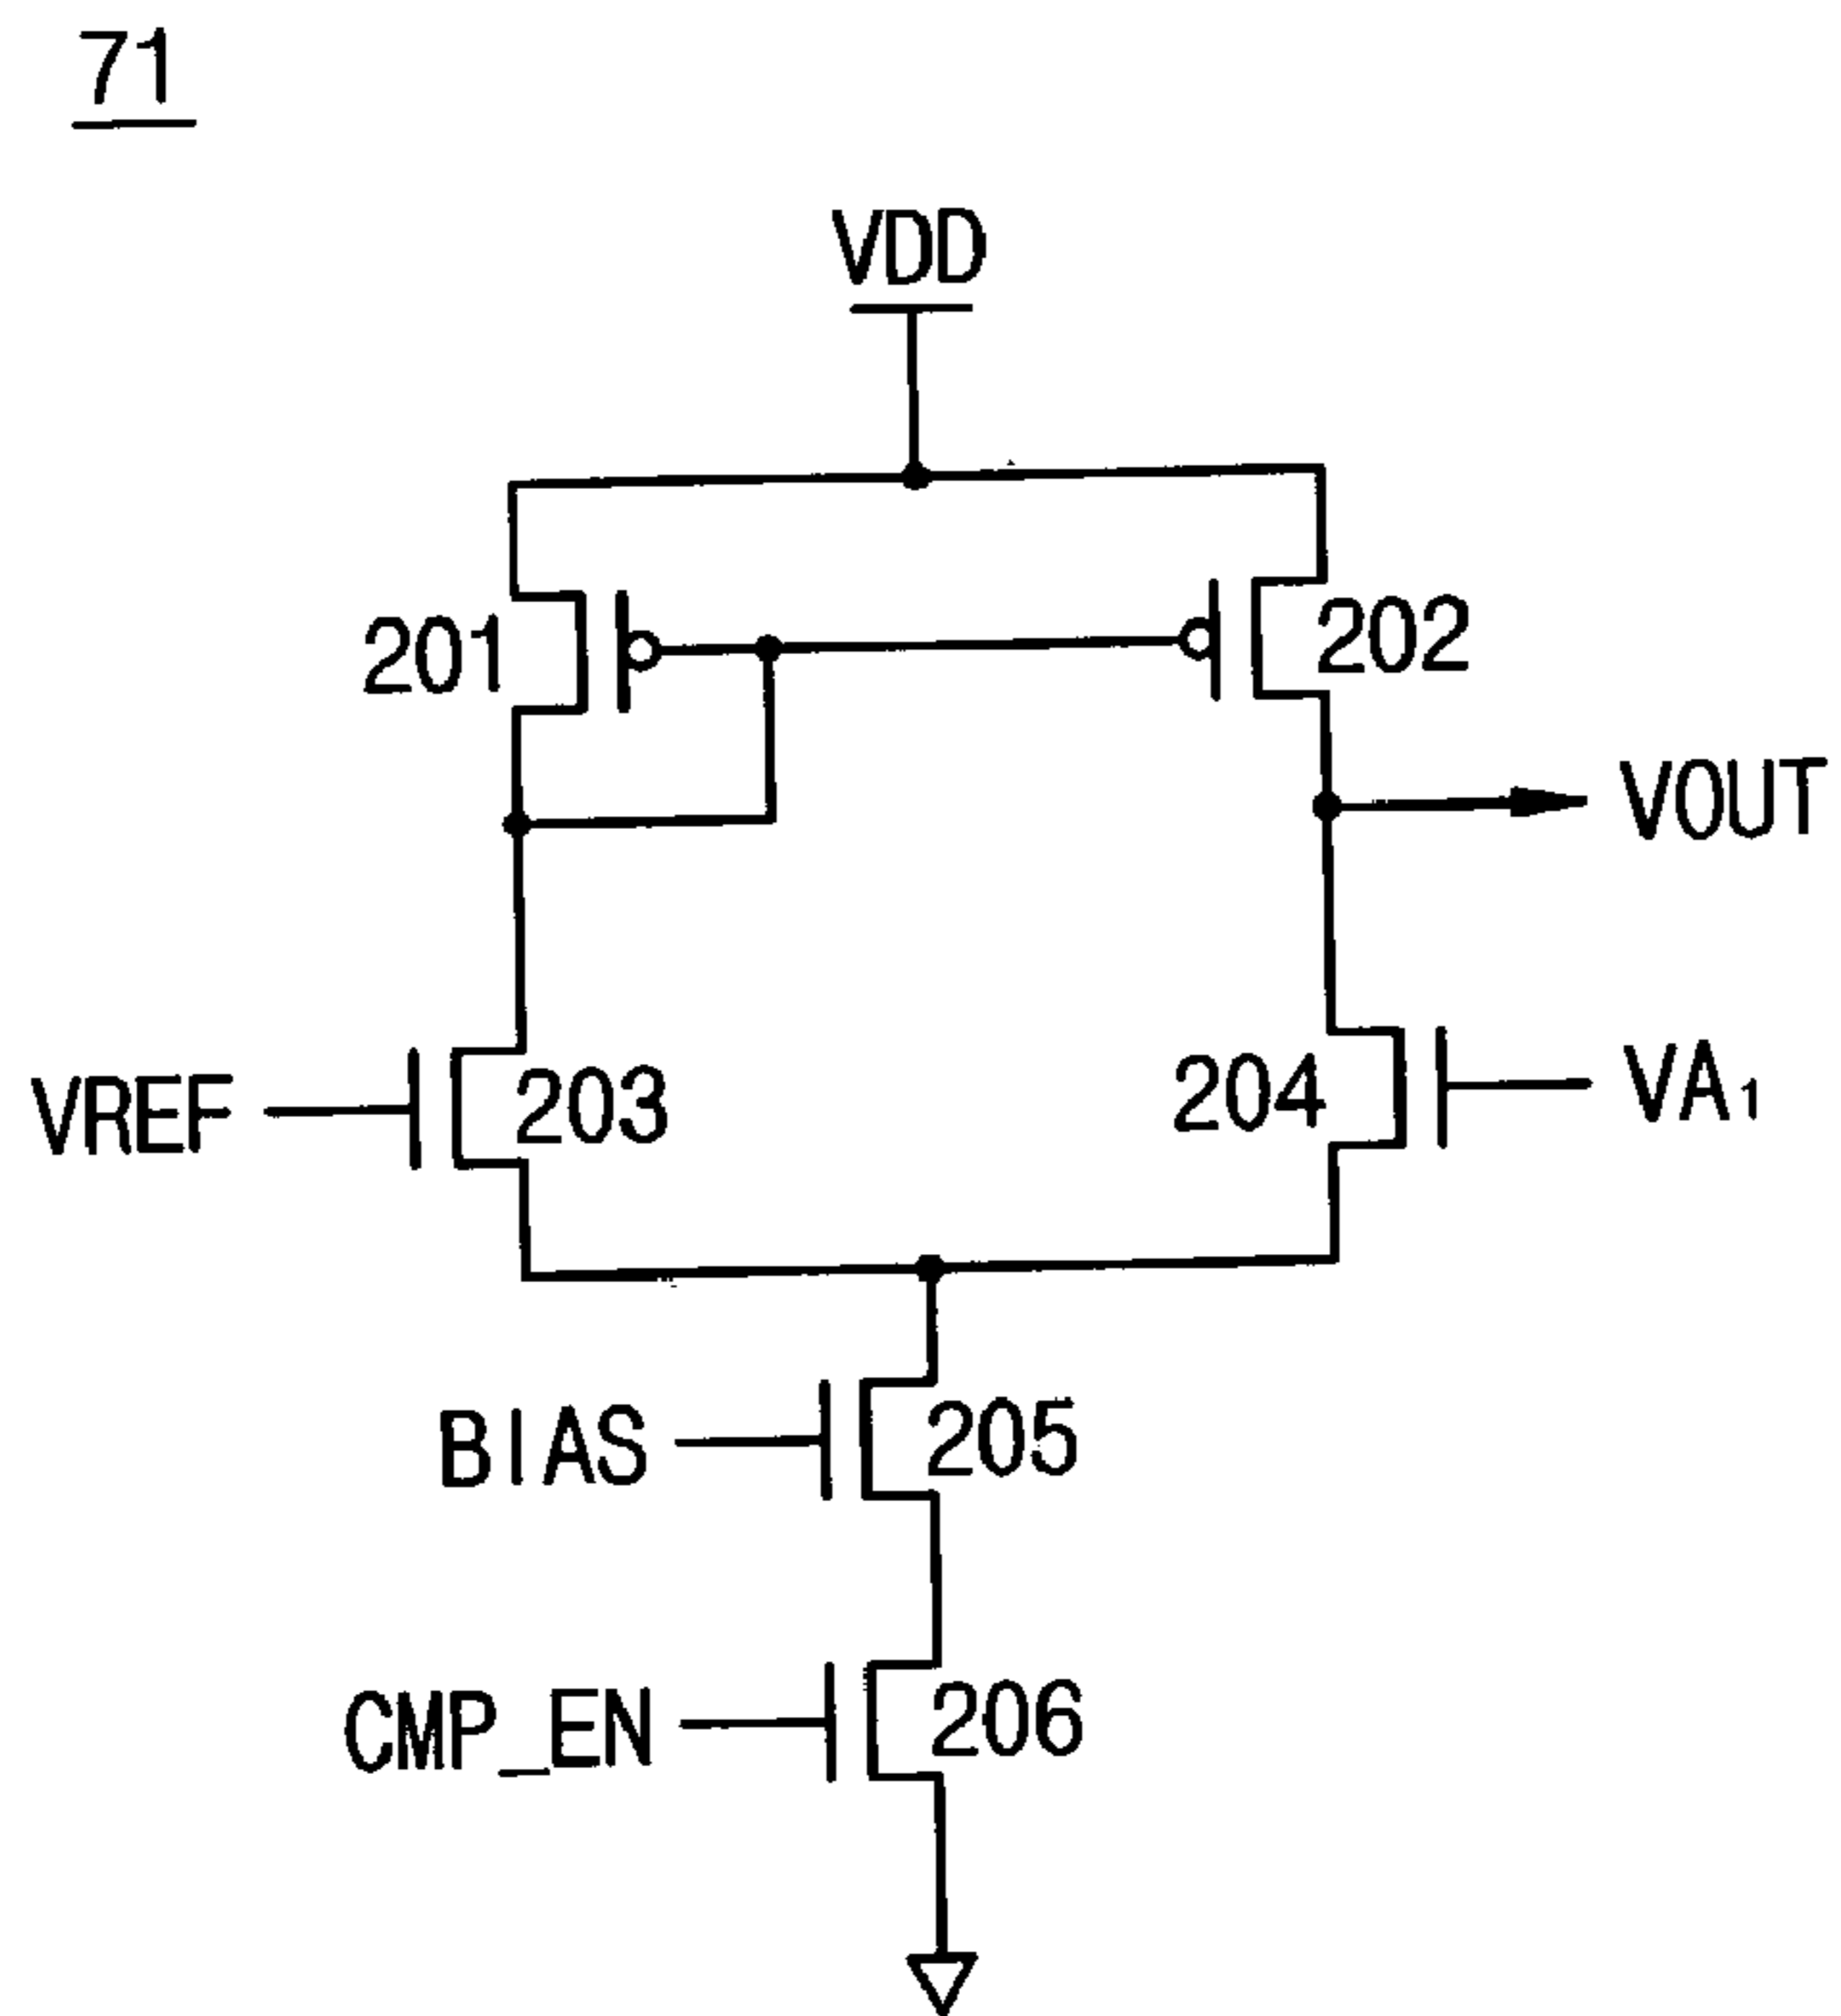 71
VDD
201
202
VOUT
VREF
203
204
VA1
BIAS
205
CMP_EN
206